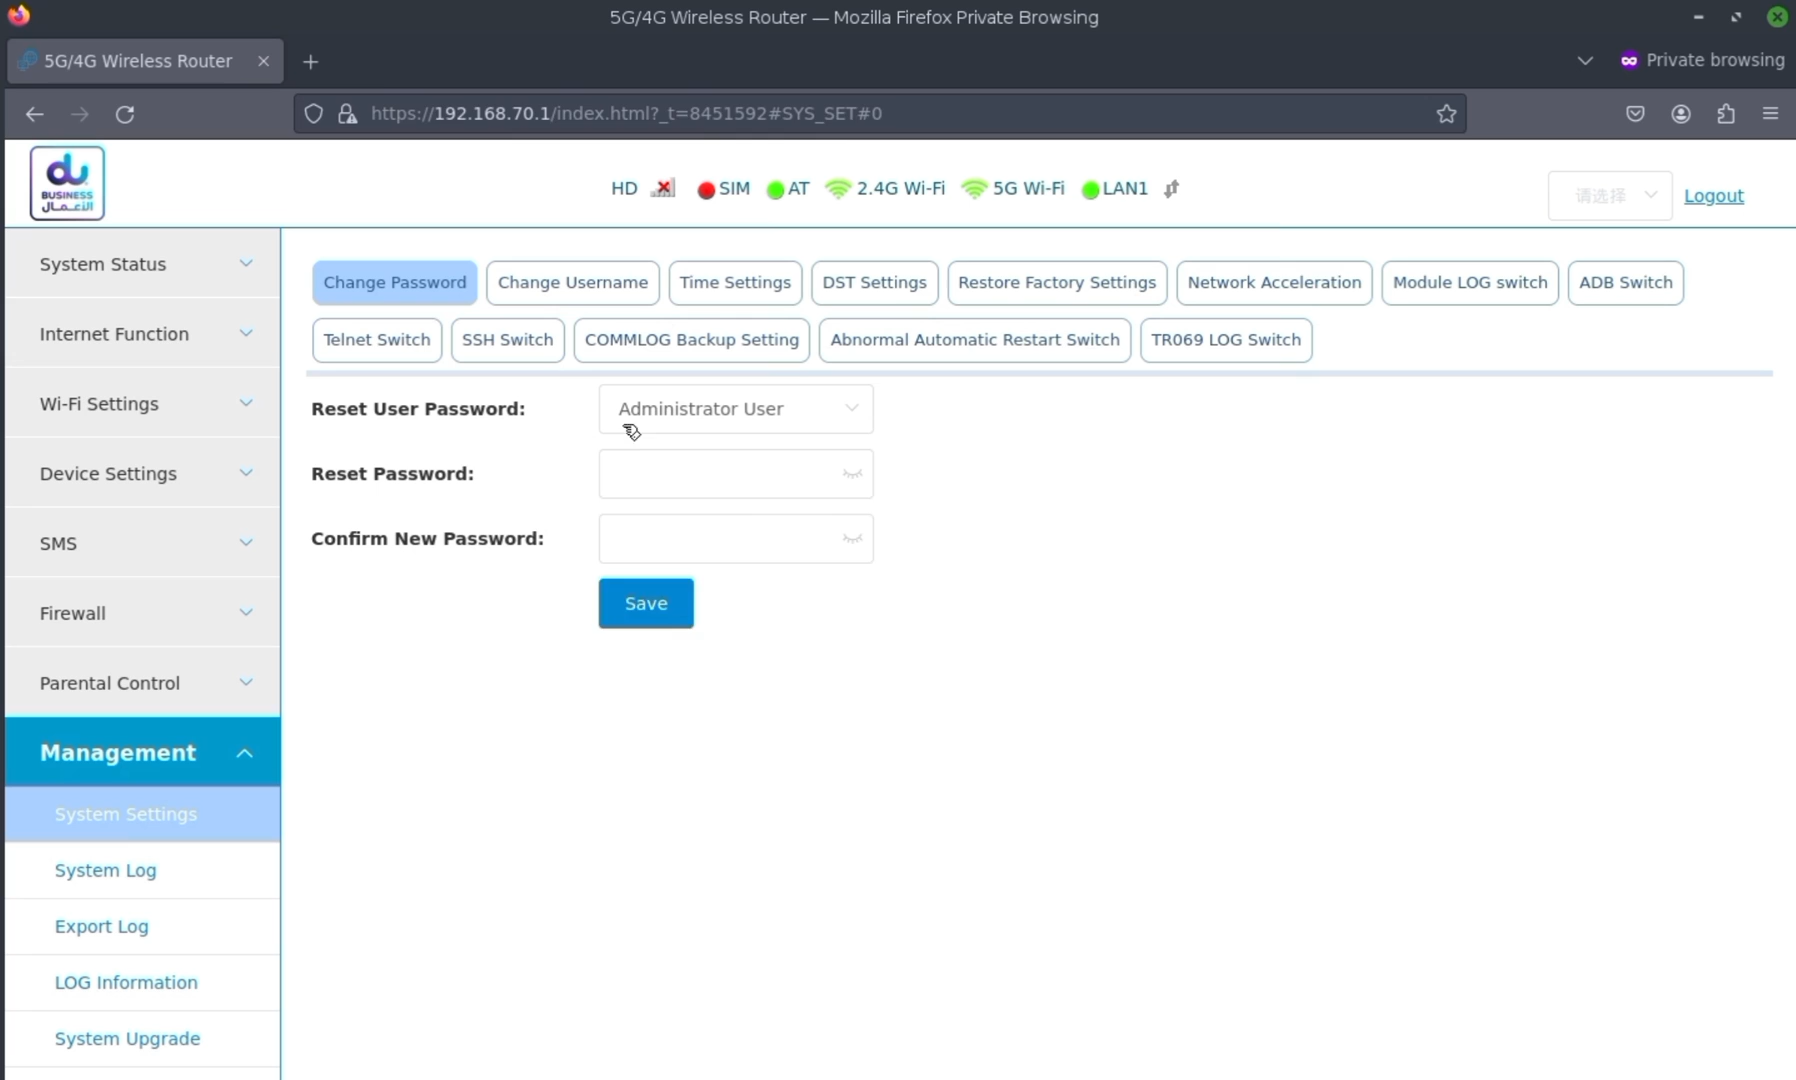 5G/4G Wireless Router — Mozilla Firefox Private Browsing
5G/4G Wireless Router
Private browsing
https://192.168.70.1/index.html?_t=8451592#SYS_SET#0
du
BUSINESS
الأعمال
HD SIM AT 2.4G Wi-Fi 5G Wi-Fi LAN1
请选择
Logout
System Status
Internet Function
Wi-Fi Settings
Device Settings
SMS
Firewall
Parental Control
Management
System Settings
System Log
Export Log
LOG Information
System Upgrade
Change Password Change Username Time Settings DST Settings Restore Factory Settings Network Acceleration Module LOG switch ADB Switch
Telnet Switch SSH Switch COMMLOG Backup Setting Abnormal Automatic Restart Switch TR069 LOG Switch
Reset User Password: Administrator User
Reset Password:
Confirm New Password:
Save